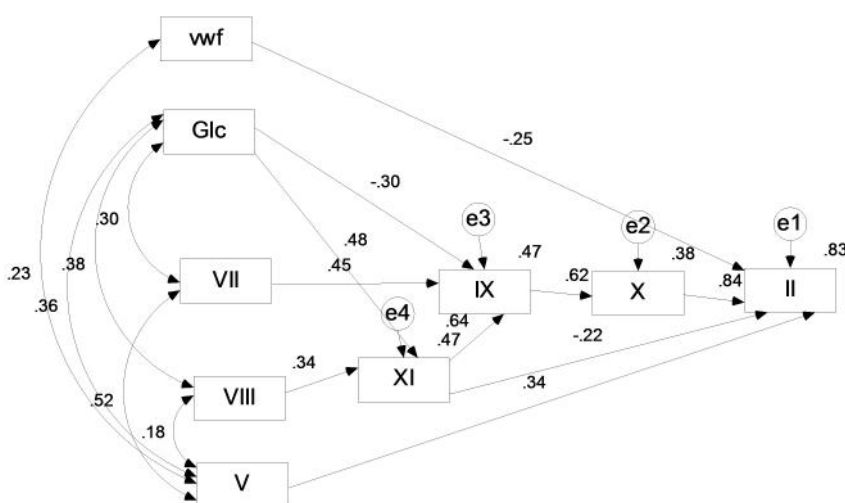 vwf
Glc
-.25
-.30
e3
e2
e1
.30
.48
.47
.38
.83
.23
.38
VII
.45
IX
.62
X
.84
II
.36
e4
.64
.47
-.22
.34
XI
.34
VIII
.52
.18
V